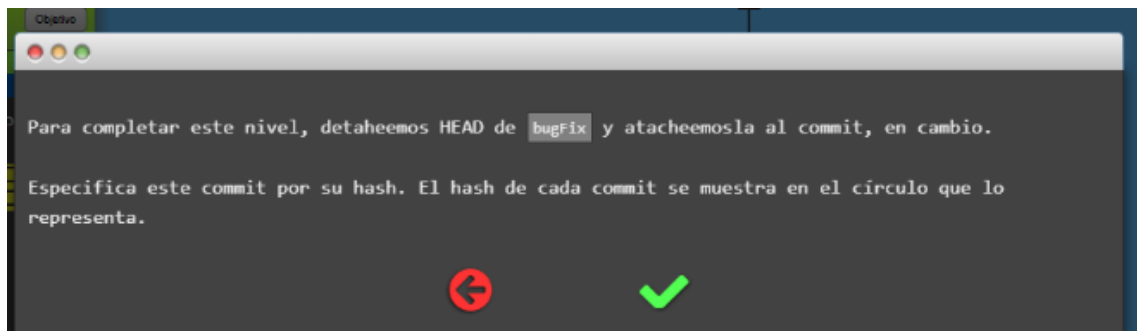 Objetivo
Para completar este nivel, detaheemos HEAD de bugFix y atacheemosla al commit, en cambio.
Especifica este commit por su hash. El hash de cada commit se muestra en el círculo que lo
representa.